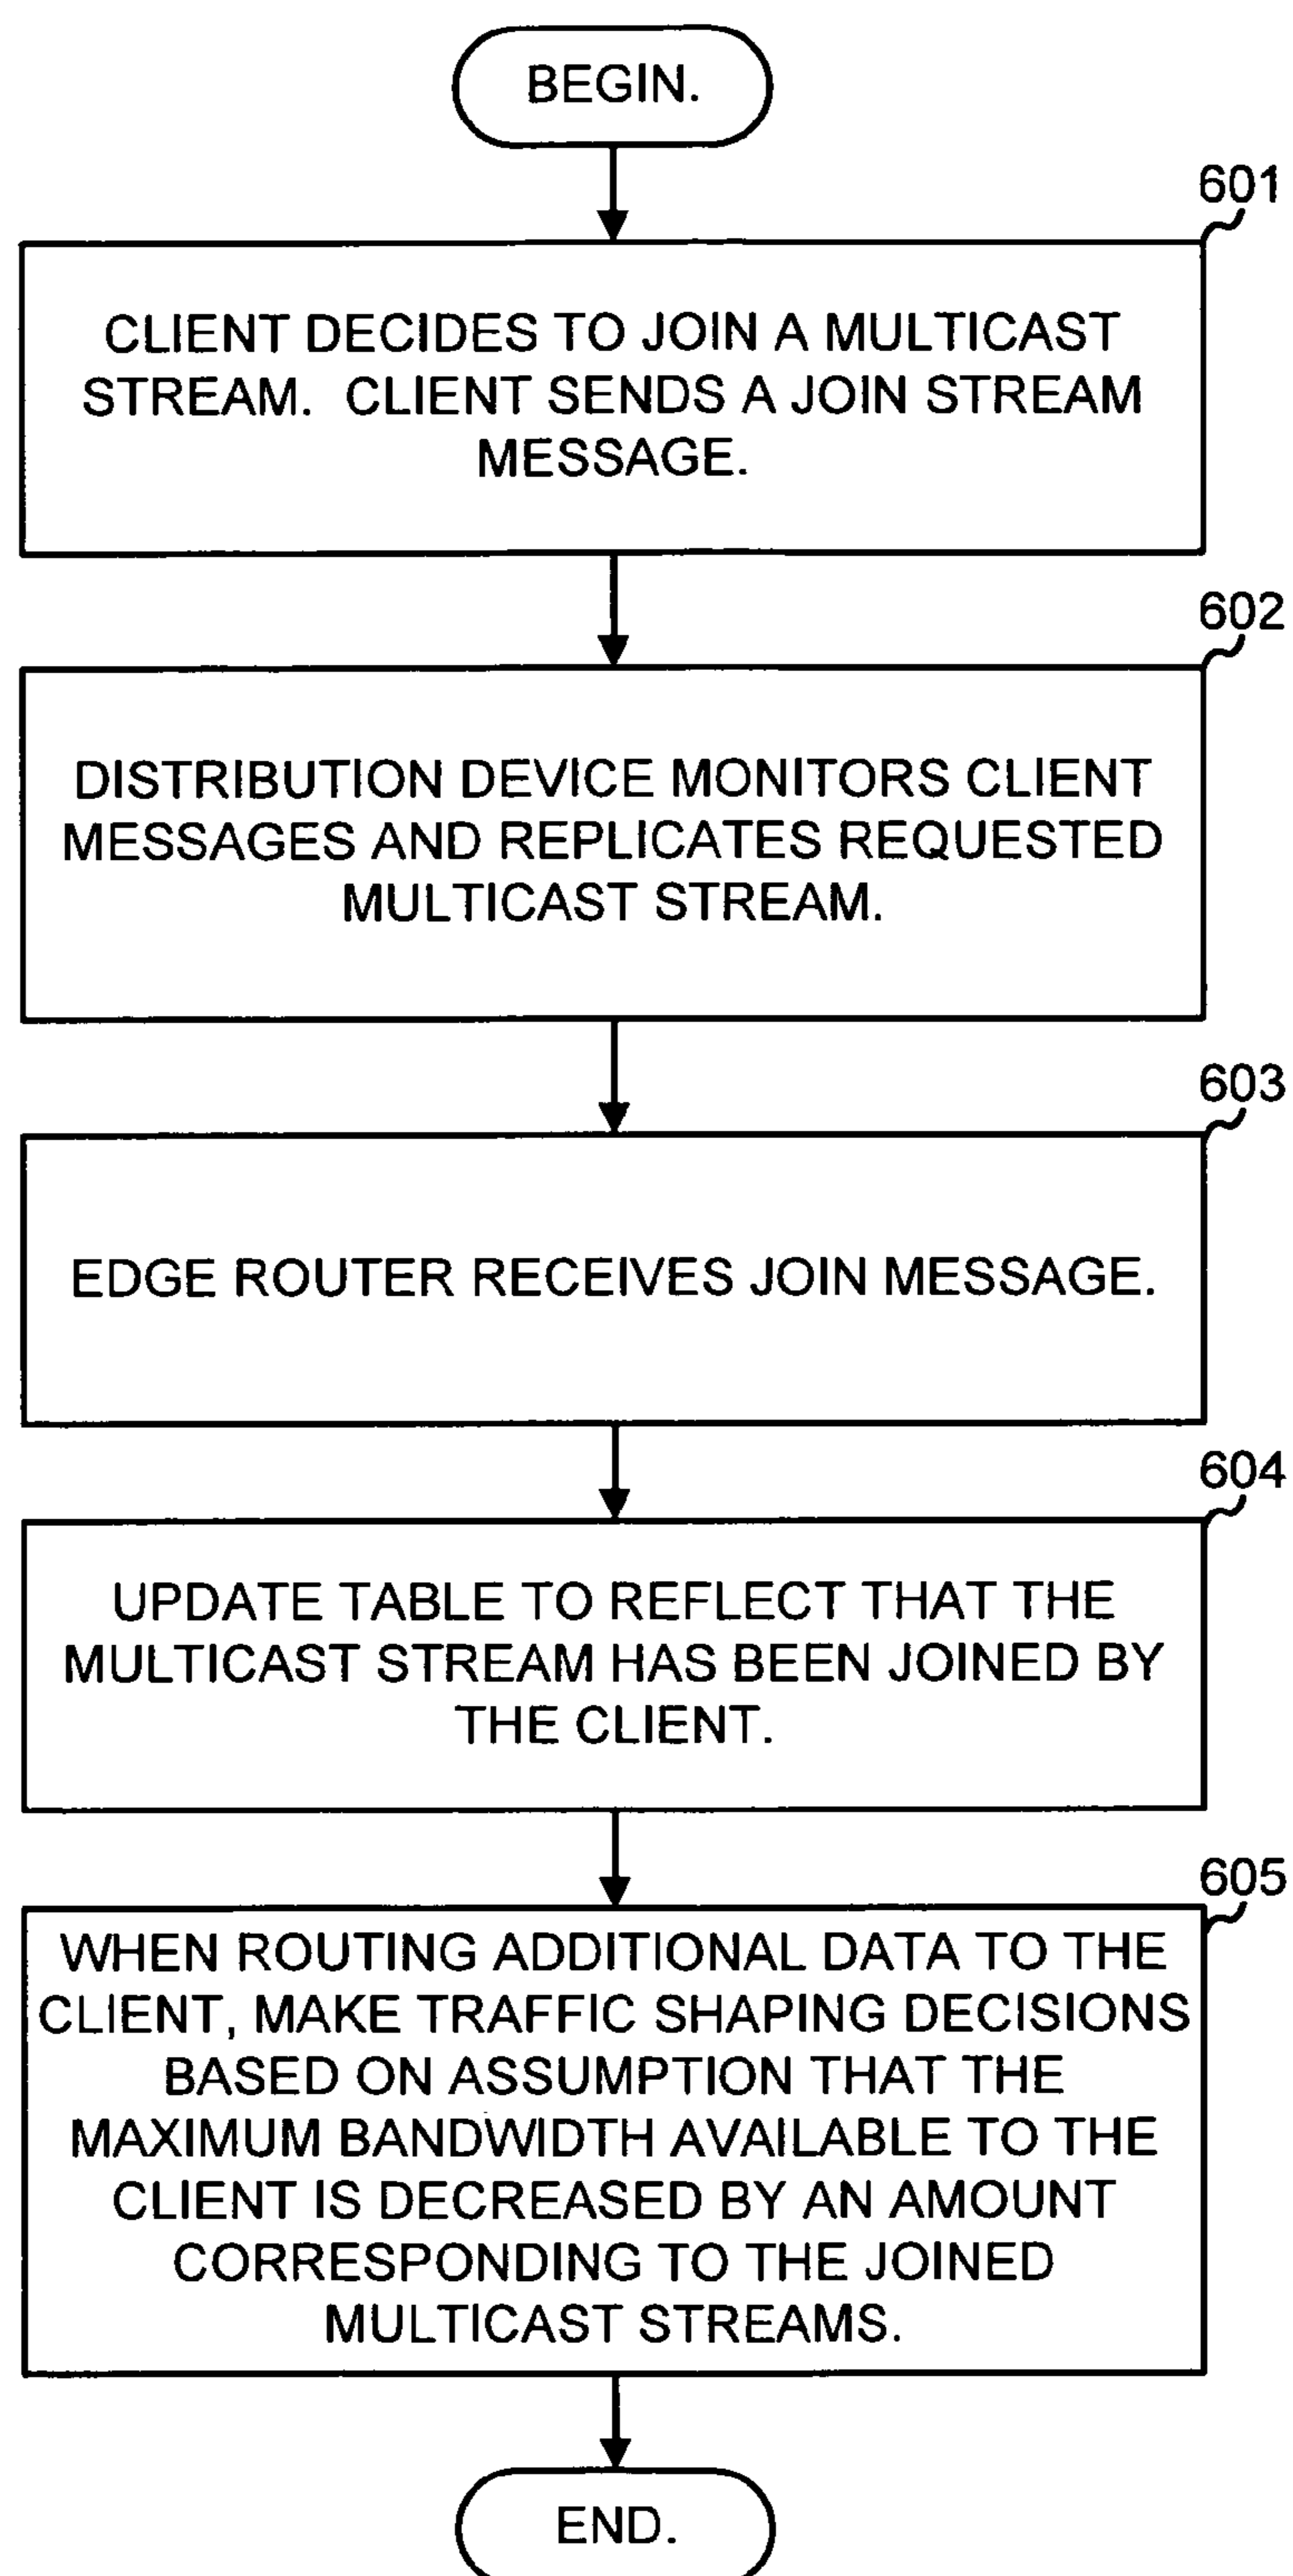 BEGIN.
601
CLIENT DECIDES TO JOIN A MULTICAST
STREAM. CLIENT SENDS A JOIN STREAM
MESSAGE.
602
DISTRIBUTION DEVICE MONITORS CLIENT
MESSAGES AND REPLICATES REQUESTED
MULTICAST STREAM.
603
EDGE ROUTER RECEIVES JOIN MESSAGE.
604
UPDATE TABLE TO REFLECT THAT THE
MULTICAST STREAM HAS BEEN JOINED BY
THE CLIENT.
605
WHEN ROUTING ADDITIONAL DATA TO THE
CLIENT, MAKE TRAFFIC SHAPING DECISIONS
BASED ON ASSUMPTION THAT THE
MAXIMUM BANDWIDTH AVAILABLE TO THE
CLIENT IS DECREASED BY AN AMOUNT
CORRESPONDING TO THE JOINED
MULTICAST STREAMS.
END.